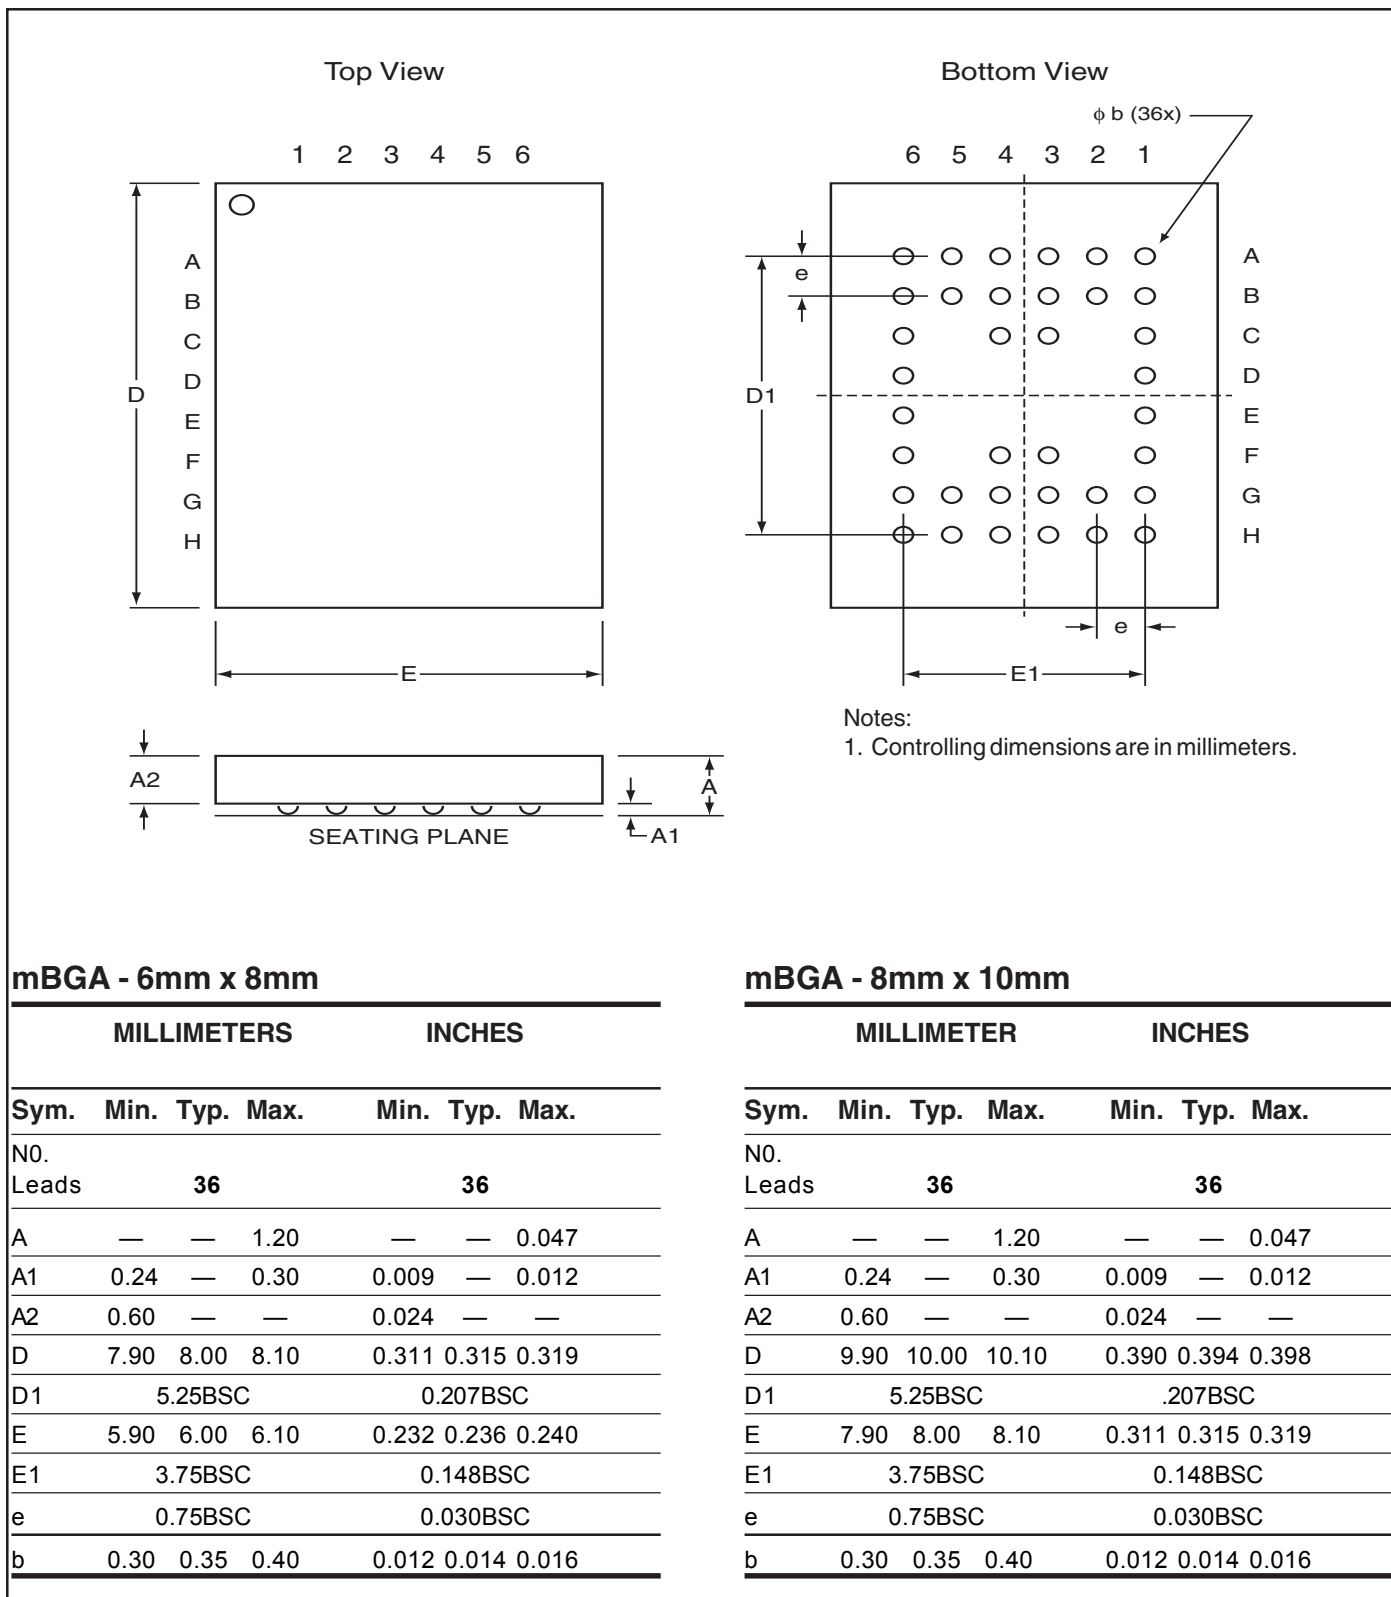 Top View
1 2 3 4 5 6
A
B
C
D
E
F
G
H
D
E
Bottom View
ϕ b (36x)
6 5 4 3 2 1
e
D1
A
B
C
D
E
F
G
H
e
E1
Notes:
1. Controlling dimensions are in millimeters.
A2
A
A1
SEATING PLANE
mBGA - 6mm x 8mm
MILLIMETERS INCHES
Sym. Min. Typ. Max. Min. Typ. Max.
N0.
Leads 36 36
A — — 1.20 — — 0.047
A1 0.24 — 0.30 0.009 — 0.012
A2 0.60 — — 0.024 — —
D 7.90 8.00 8.10 0.311 0.315 0.319
D1 5.25BSC 0.207BSC
E 5.90 6.00 6.10 0.232 0.236 0.240
E1 3.75BSC 0.148BSC
e 0.75BSC 0.030BSC
b 0.30 0.35 0.40 0.012 0.014 0.016
mBGA - 8mm x 10mm
MILLIMETER INCHES
Sym. Min. Typ. Max. Min. Typ. Max.
N0.
Leads 36 36
A — — 1.20 — — 0.047
A1 0.24 — 0.30 0.009 — 0.012
A2 0.60 — — 0.024 — —
D 9.90 10.00 10.10 0.390 0.394 0.398
D1 5.25BSC .207BSC
E 7.90 8.00 8.10 0.311 0.315 0.319
E1 3.75BSC 0.148BSC
e 0.75BSC 0.030BSC
b 0.30 0.35 0.40 0.012 0.014 0.016